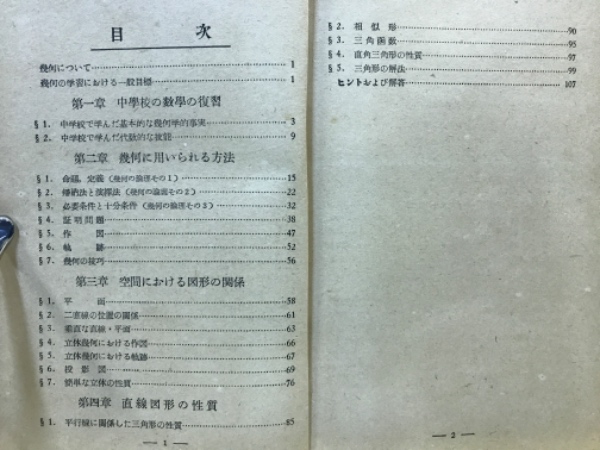 目 次
幾何について 1
幾何の学習における一般目標 1
第一章 中學校の数學の復習
§1. 中学校で学んだ基本的な幾何学的事実 3
§2. 中学校で学んだ代数的な技能 9
第二章 幾何に用いられる方法
§1. 命題，定義（幾何の論理その1） 15
§2. 帰納法と演繹法（幾何の論理その2） 22
§3. 必要条件と十分条件（幾何の論理その3） 32
§4. 証明問題 38
§5. 作図 47
§6. 軌跡 52
§7. 幾何の技巧 56
第三章 空間における図形の関係
§1. 平面 58
§2. 二直線の位置の関係 61
§3. 垂直な直線・平面 63
§4. 立体幾何における作図 66
§5. 立体幾何における軌跡 67
§6. 投影図 69
§7. 簡単な立体の性質 76
第四章 直線図形の性質
§1. 平行線に関係した三角形の性質 85
— 1 —
§2. 相似形 90
§3. 三角函数 95
§4. 直角三角形の性質 97
§5. 三角形の解法 99
ヒントおよび解答 107
— 2 —